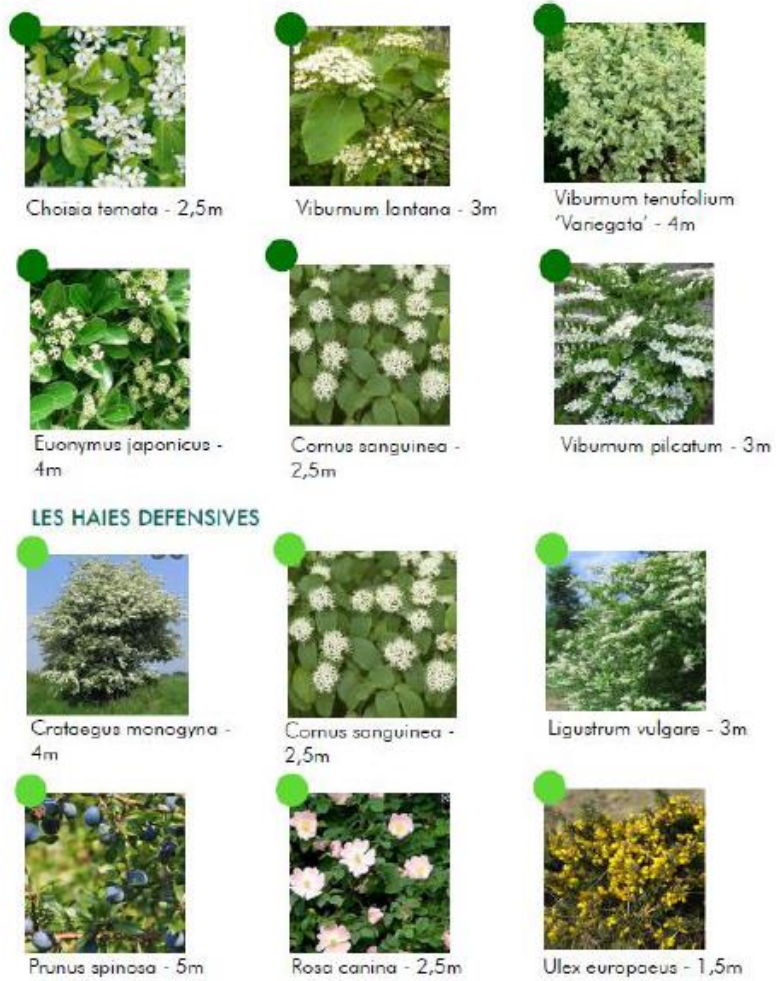 Choisia ternata - 2,5m
Viburnum lantana - 3m
Viburnum tenufolium
'Variegata' - 4m
Euonymus japonicus -
4m
Cornus sanguinea -
2,5m
Viburnum pilcatum - 3m
LES HAIES DEFENSIVES
Crataegus monogyna -
4m
Cornus sanguinea -
2,5m
Ligustrum vulgare - 3m
Prunus spinosa - 5m
Rosa canina - 2,5m
Ulex europaeus - 1,5m